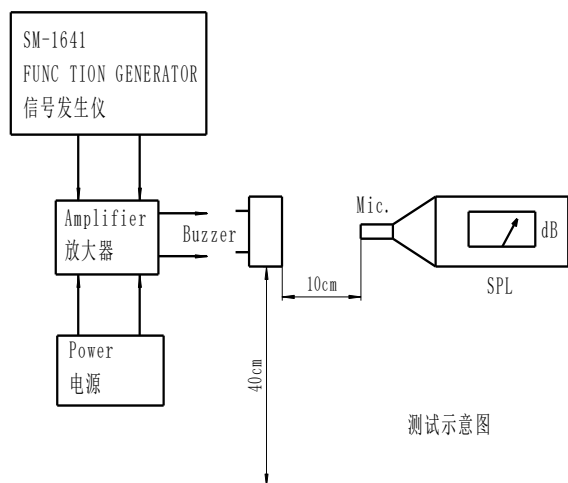 SM-1641
FUNC TION GENERATOR
信号发生仪
Amplifier
放大器
Buzzer
Mic.
dB
SPL
10cm
Power
电源
40cm
测试示意图